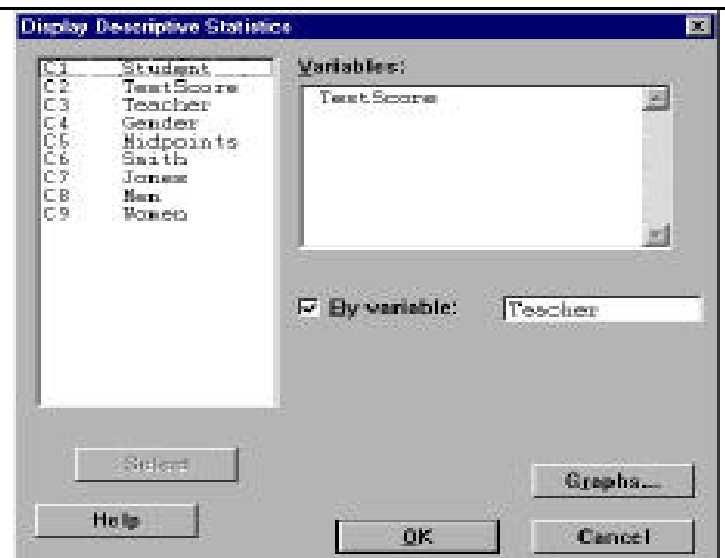 Display Descriptive Statistics
C1 Student
C2 TestScore
C3 Teacher
C4 Gender
C5 Midpoints
C6 Smith
C7 Jones
C8 Men
C9 Women
Variables:
TestScore
By variable:
Teacher
Select
Graphs...
Help
OK
Cancel